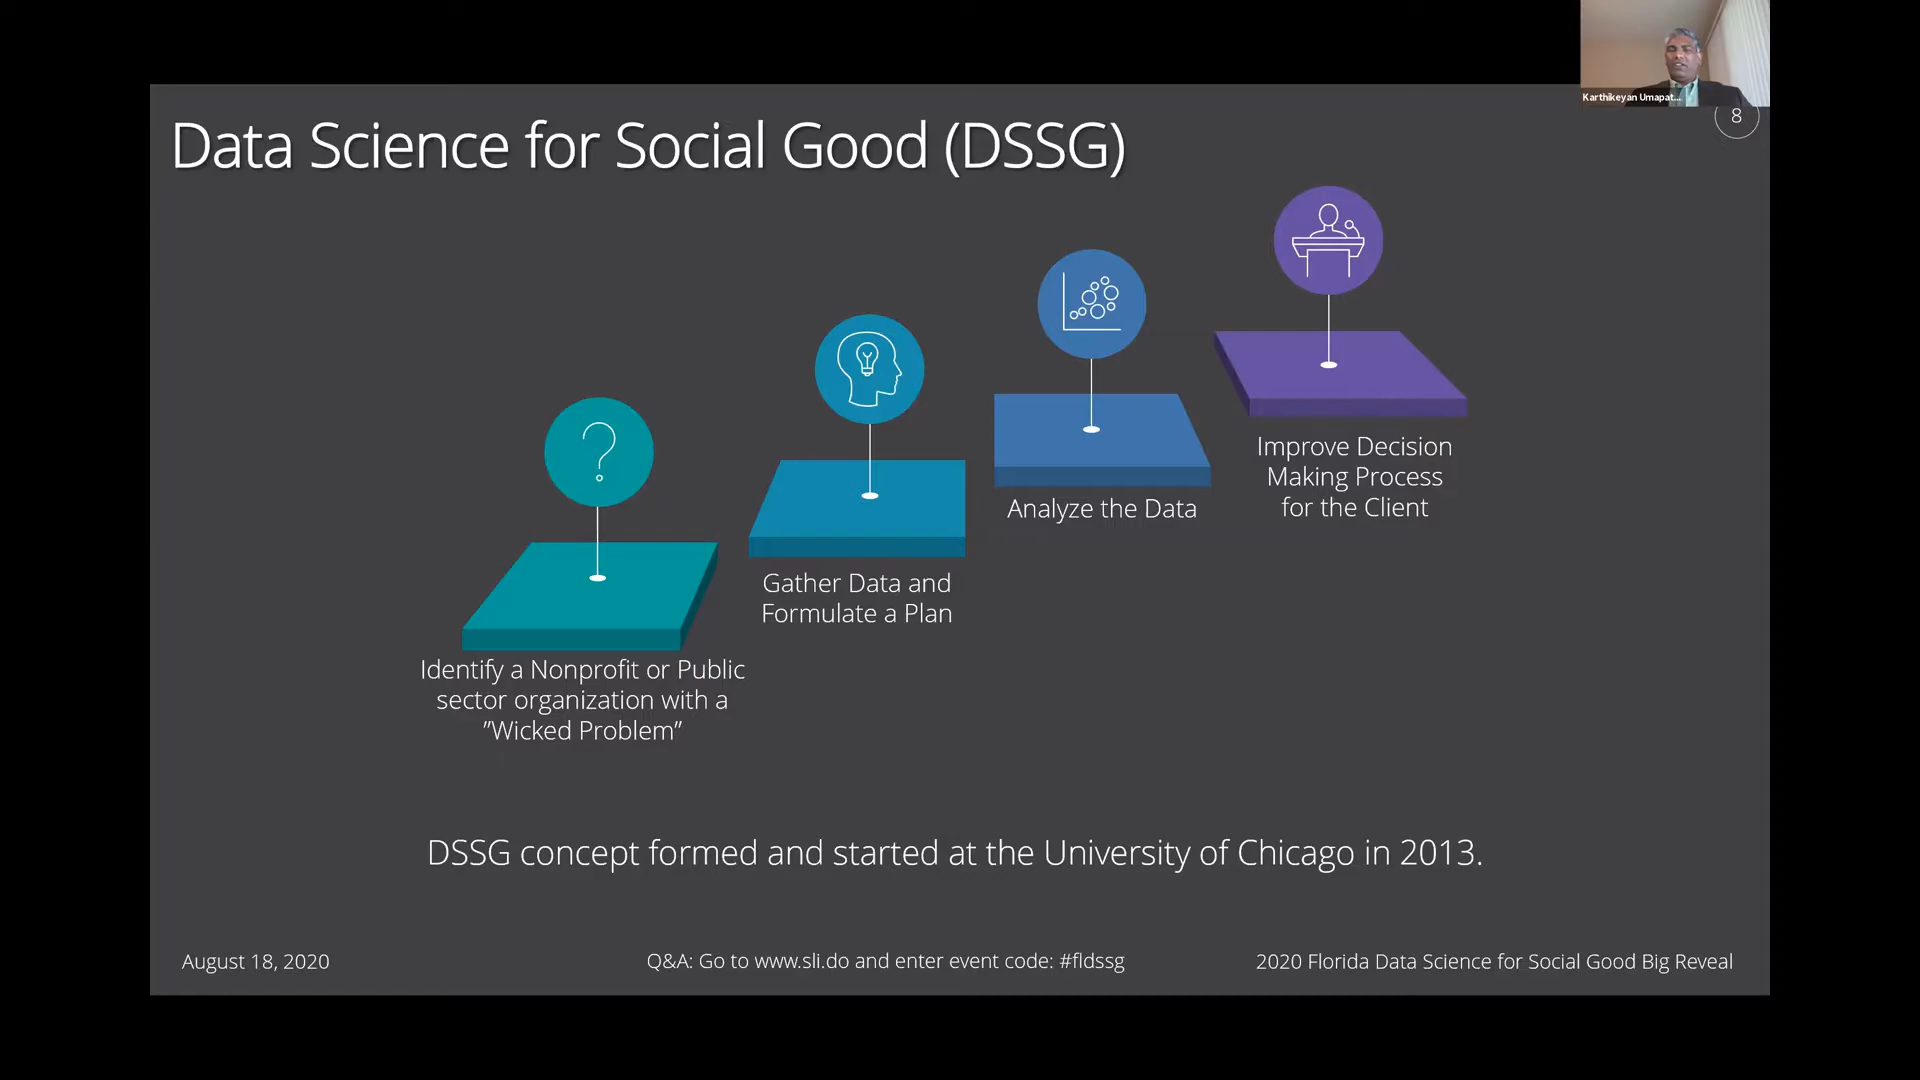 Karthikeyan Umapat...
8
Data Science for Social Good (DSSG)
Improve Decision
Making Process
for the Client
Analyze the Data
Gather Data and
Formulate a Plan
Identify a Nonprofit or Public
sector organization with a
”Wicked Problem”
DSSG concept formed and started at the University of Chicago in 2013.
August 18, 2020
Q&A: Go to www.sli.do and enter event code: #fldssg
2020 Florida Data Science for Social Good Big Reveal